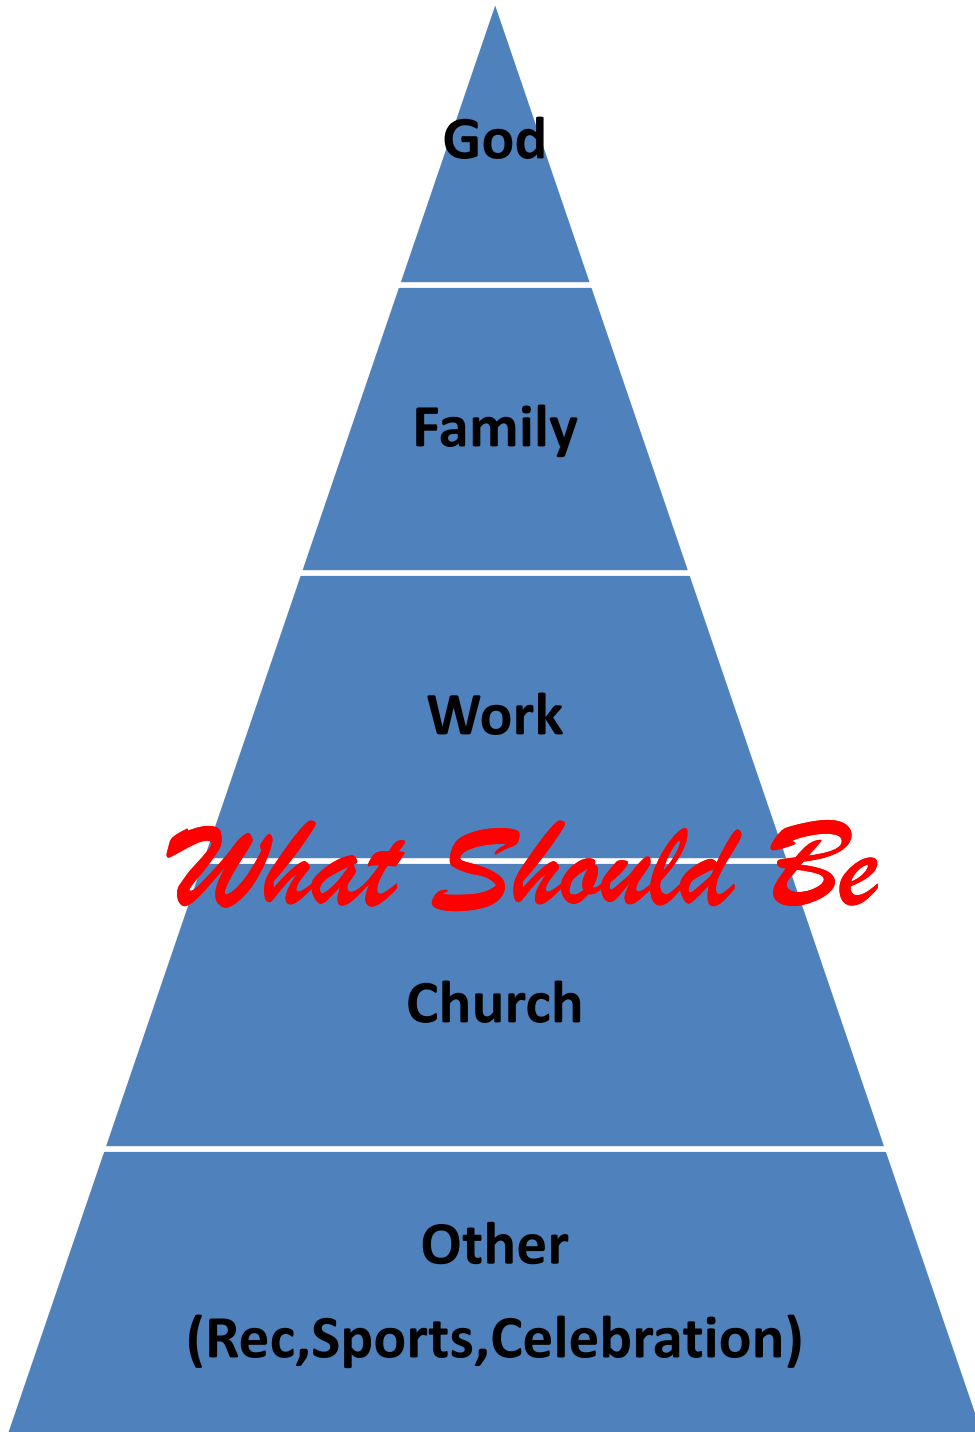 God
Family
Work
What Should Be
Church
Other
(Rec,Sports,Celebration)